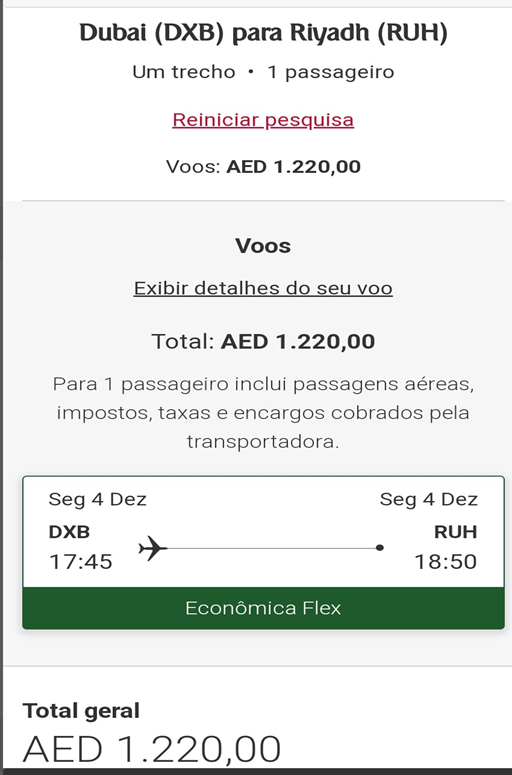 Dubai (DXB) para Riyadh (RUH)
Um trecho • 1 passageiro
Reiniciar pesquisa
Voos: AED 1.220,00
Voos
Exibir detalhes do seu voo
Total: AED 1.220,00
Para 1 passageiro inclui passagens aéreas,
impostos, taxas e encargos cobrados pela
transportadora.
Seg 4 Dez Seg 4 Dez
DXB RUH
17:45 18:50
Econômica Flex
Total geral
AED 1.220,00